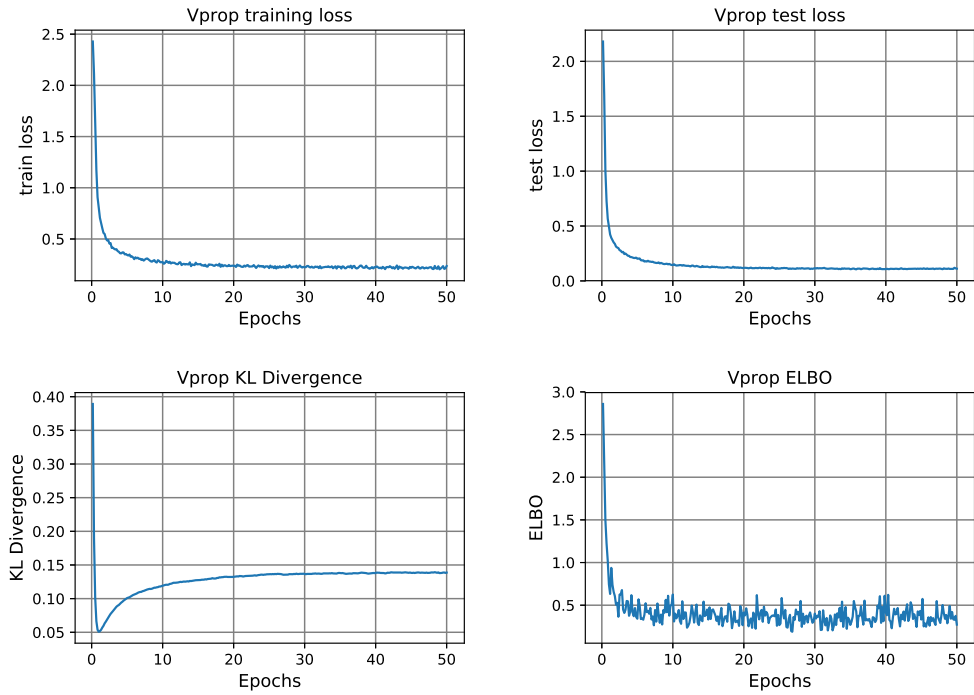 Vprop training loss
train loss
2.5
2.0
1.5
1.0
0.5
0 10 20 30 40 50
Epochs
Vprop test loss
test loss
2.0
1.5
1.0
0.5
0.0
0 10 20 30 40 50
Epochs
Vprop KL Divergence
KL Divergence
0.40
0.35
0.30
0.25
0.20
0.15
0.10
0.05
0 10 20 30 40 50
Epochs
Vprop ELBO
ELBO
3.0
2.5
2.0
1.5
1.0
0.5
0 10 20 30 40 50
Epochs